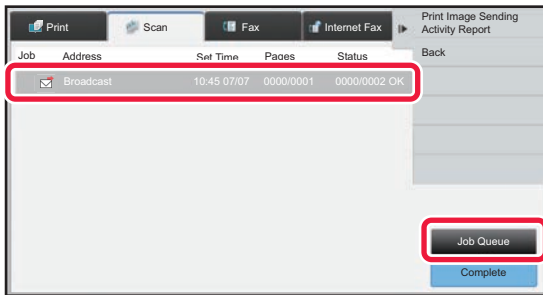 Print
Scan
Fax
Internet Fax
Print Image Sending
Activity Report
Job Address Set Time Pages Status
Back
Broadcast 10:45 07/07 0000/0001 0000/0002 OK
Job Queue
Complete